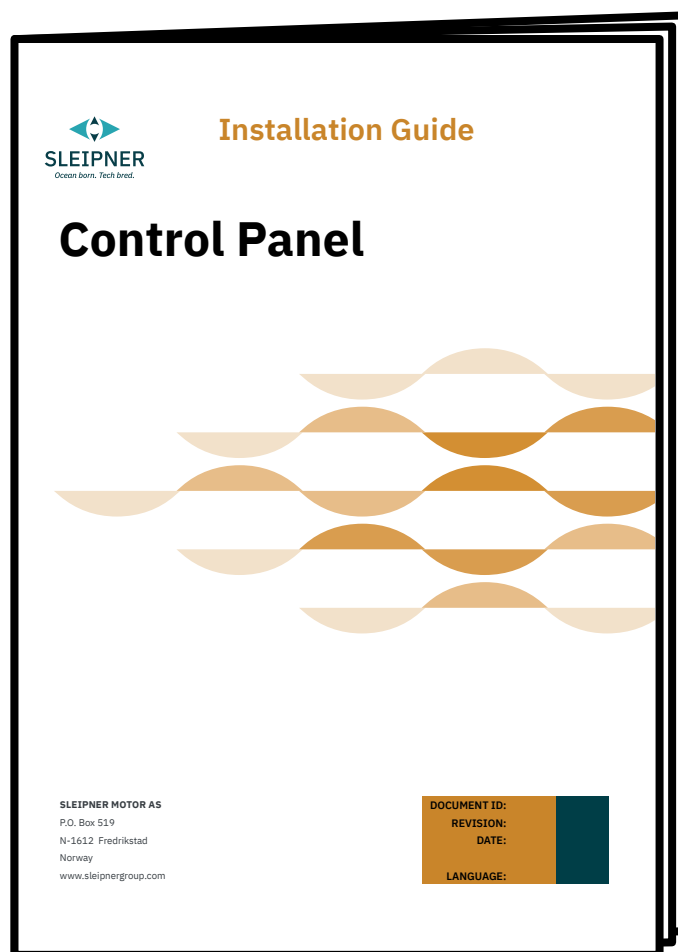 Installation Guide
SLEIPNER
Ocean born. Tech bred.
Control Panel
SLEIPNER MOTOR AS
P.O. Box 519
N-1612 Fredrikstad
Norway
www.sleipnergroup.com
DOCUMENT ID:
REVISION:
DATE:
LANGUAGE: